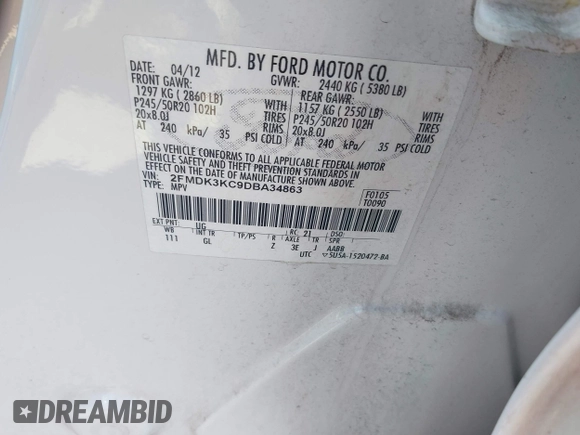 MFD. BY FORD MOTOR CO.
DATE: 04/12 GVWR: 2440 KG ( 5380 LB)
FRONT GAWR: REAR GAWR:
1297 KG ( 2860 LB) WITH 1157 KG ( 2550 LB) WITH
P245/50R20 102H TIRES P245/50R20 102H TIRES
20x8.0J RIMS 20x8.0J RIMS
AT 240 kPa/ 35 PSI COLD AT 240 kPa/ 35 PSI COLD
THIS VEHICLE CONFORMS TO ALL APPLICABLE FEDERAL MOTOR
VEHICLE SAFETY AND THEFT PREVENTION STANDARDS IN
EFFECT ON THE DATE OF MANUFACTURE SHOWN ABOVE.
VIN: 2FMDK3KC9DBA34863
TYPE: MPV
F0105
T0090
EXT PNT: UG RC: 21 DSO:
WB INT TR TP/PS R AXLE TR SPR
111 GL Z 3E J AABB
UTC 5U5A-1520472-BA
DREAMBID